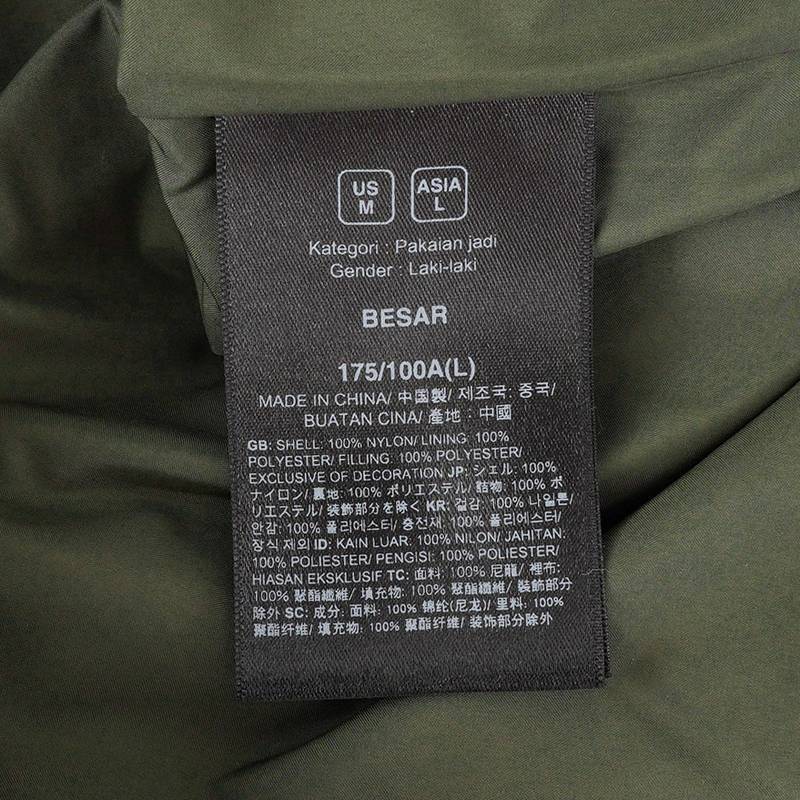 US
M
ASIA
L
Kategori : Pakaian jadi
Gender : Laki-laki
BESAR
175/100A(L)
MADE IN CHINA/ 中国製/ 제조국: 중국/
BUATAN CINA/ 產地 : 中國
GB: SHELL: 100% NYLON/ LINING: 100%
POLYESTER/ FILLING: 100% POLYESTER/
EXCLUSIVE OF DECORATION JP: シェル: 100%
ナイロン/ 裏地: 100% ポリエステル/ 詰物: 100% ポ
リエステル/ 装飾部分を除く KR: 겉감: 100% 나일론/
안감: 100% 폴리에스터/ 충전재: 100% 폴리에스터/
장식 제외 ID: KAIN LUAR: 100% NILON/ JAHITAN:
100% POLIESTER/ PENGISI: 100% POLIESTER/
HIASAN EKSKLUSIF TC: 面料: 100% 尼龍/ 裡布:
100% 聚酯纖維/ 填充物: 100% 聚酯纖維/ 裝飾部分
除外 SC: 成分: 面料: 100% 锦纶(尼龙)/ 里料: 100%
聚酯纤维/ 填充物: 100% 聚酯纤维/ 装饰部分除外